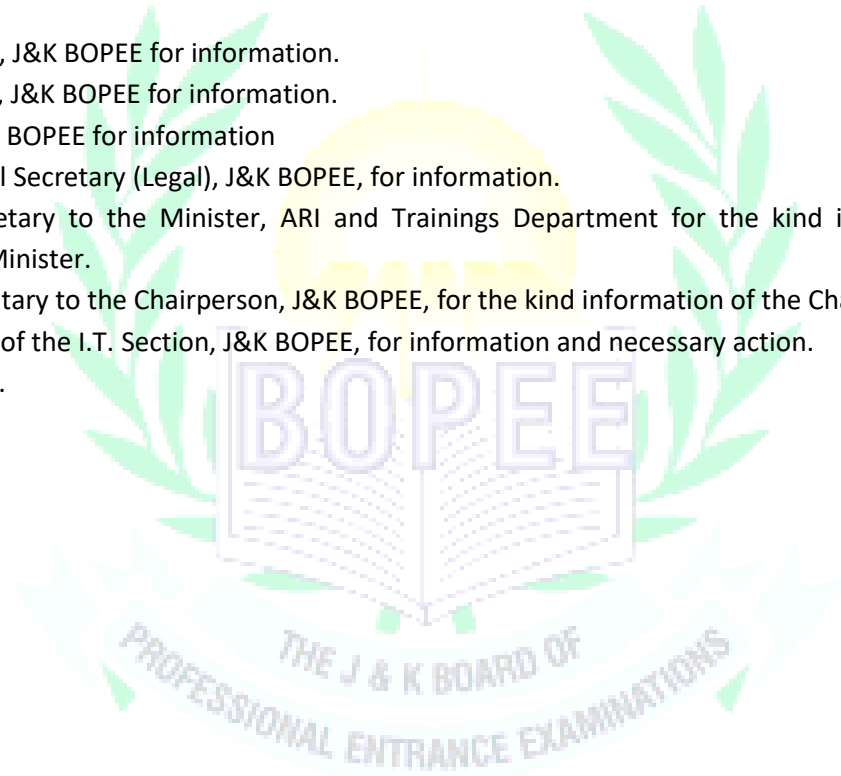 , J&K BOPEE for information.
, J&K BOPEE for information.
BOPEE for information
l Secretary (Legal), J&K BOPEE, for information.
etary to the Minister, ARI and Trainings Department for the kind i
Minister.
tary to the Chairperson, J&K BOPEE, for the kind information of the Cha
of the I.T. Section, J&K BOPEE, for information and necessary action.
.
BOPEE
THE J & K BOARD OF
PROFESSIONAL ENTRANCE EXAMINATIONS